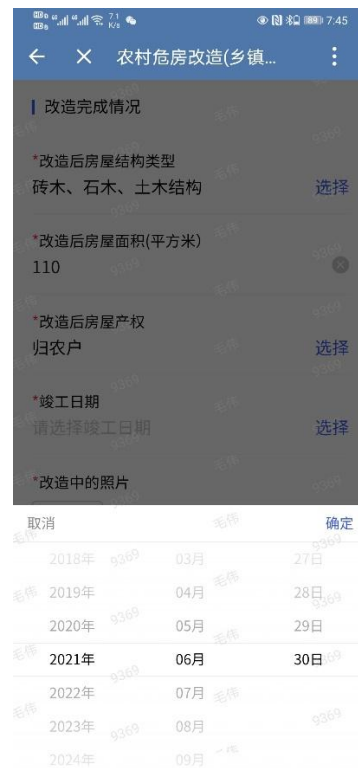 7.1 K/s 89 7:45
农村危房改造(乡镇...
改造完成情况
*改造后房屋结构类型
砖木、石木、土木结构 选择
*改造后房屋面积(平方米)
110
*改造后房屋产权
归农户 选择
*竣工日期
请选择竣工日期 选择
*改造中的照片
取消 确定
2018年 03月 27日
2019年 04月 28日
2020年 05月 29日
2021年 06月 30日
2022年 07月
2023年 08月
2024年 09月
毛伟 9369